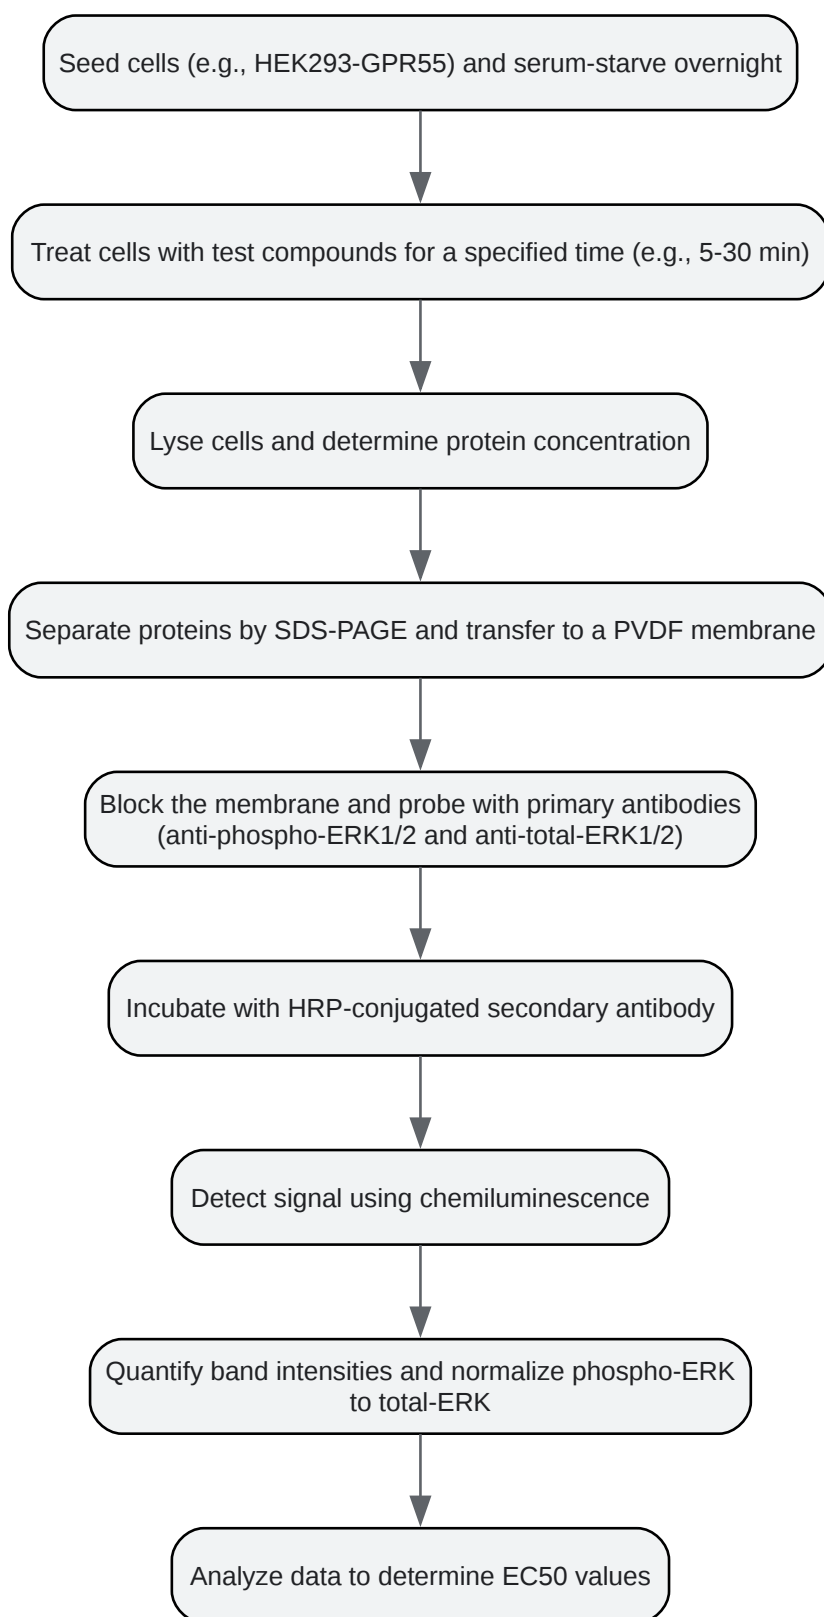 Seed cells (e.g., HEK293-GPR55) and serum-starve overnight
Treat cells with test compounds for a specified time (e.g., 5-30 min)
Lyse cells and determine protein concentration
Separate proteins by SDS-PAGE and transfer to a PVDF membrane
Block the membrane and probe with primary antibodies
(anti-phospho-ERK1/2 and anti-total-ERK1/2)
Incubate with HRP-conjugated secondary antibody
Detect signal using chemiluminescence
Quantify band intensities and normalize phospho-ERK
to total-ERK
Analyze data to determine EC50 values